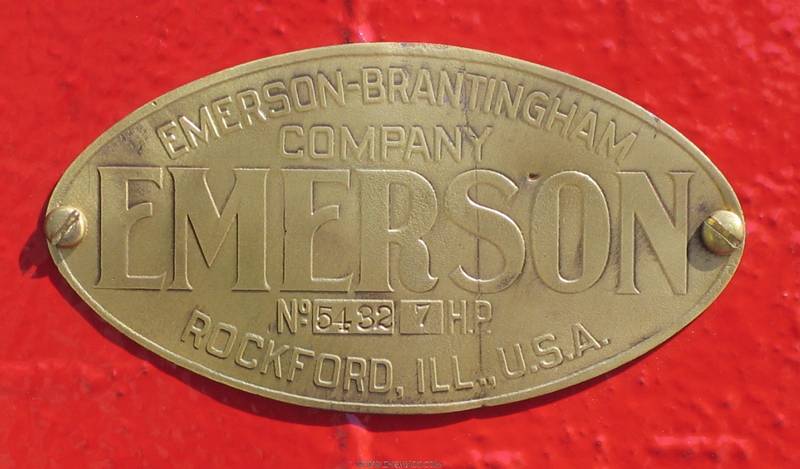 EMERSON-BRANTINGHAM
COMPANY
EMERSON
No. 5432 7 H.P.
ROCKFORD, ILL., U.S.A.